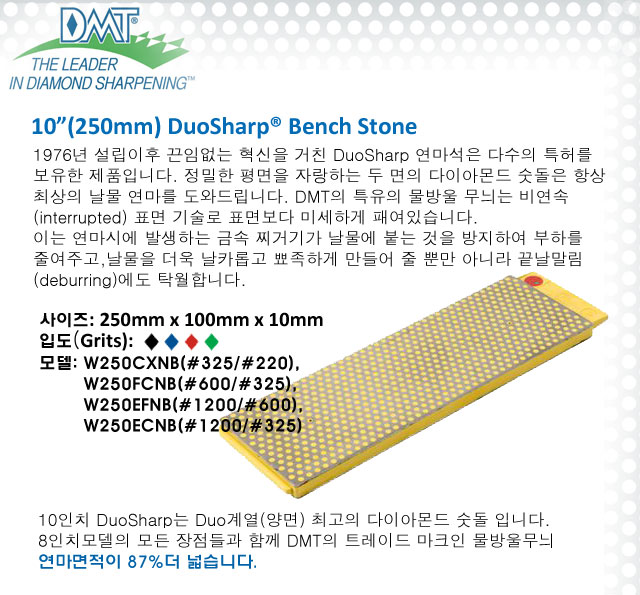 DMT®
THE LEADER
IN DIAMOND SHARPENING™
10”(250mm) DuoSharp® Bench Stone
1976년 설립이후 끈임없는 혁신을 거친 DuoSharp 연마석은 다수의 특허를
보유한 제품입니다. 정밀한 평면을 자랑하는 두 면의 다이아몬드 숫돌은 항상
최상의 날물 연마를 도와드립니다. DMT의 특유의 물방울 무늬는 비연속
(interrupted) 표면 기술로 표면보다 미세하게 패여있습니다.
이는 연마시에 발생하는 금속 찌거기가 날물에 붙는 것을 방지하여 부하를
줄여주고,날물을 더욱 날카롭고 뾰족하게 만들어 줄 뿐만 아니라 끝날말림
(deburring)에도 탁월합니다.
사이즈: 250mm x 100mm x 10mm
입도(Grits):
모델: W250CXNB(#325/#220),
W250FCNB(#600/#325),
W250EFNB(#1200/#600),
W250ECNB(#1200/#325)
10인치 DuoSharp는 Duo계열(양면) 최고의 다이아몬드 숫돌 입니다.
8인치모델의 모든 장점들과 함께 DMT의 트레이드 마크인 물방울무늬
연마면적이 87%더 넓습니다.